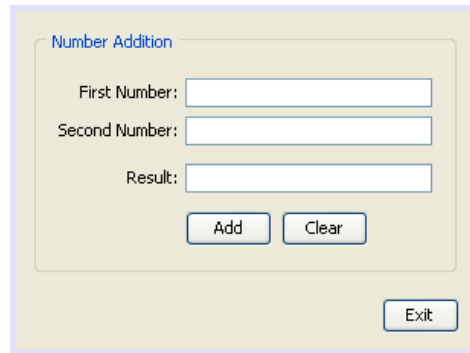 Number Addition
First Number:
Second Number:
Result:
Add Clear
Exit